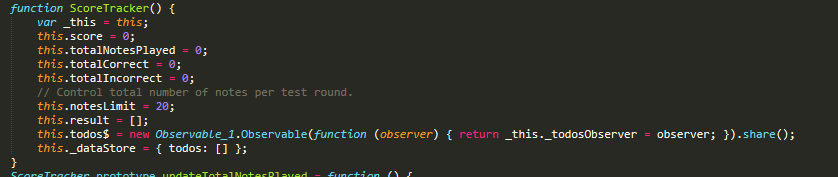 function ScoreTracker() {
    var _this = this;
    this.score = 0;
    this.totalNotesPlayed = 0;
    this.totalCorrect = 0;
    this.totalIncorrect = 0;
    // Control total number of notes per test round.
    this.notesLimit = 20;
    this.result = [];
    this.todos$ = new Observable_1.Observable(function (observer) { return _this._todosObserver = observer; }).share();
    this._dataStore = { todos: [] };
}
ScoreTracker.prototype.updateTotalNotesPlayed = function () {